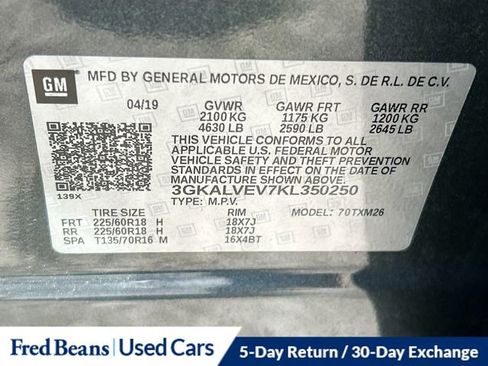 GM
MFD BY GENERAL MOTORS DE MEXICO, S. DE R.L. DE C.V.
04/19 GVWR GAWR FRT GAWR RR
2100 KG 1175 KG 1200 KG
4630 LB 2590 LB 2645 LB
THIS VEHICLE CONFORMS TO ALL
APPLICABLE U.S. FEDERAL MOTOR
VEHICLE SAFETY AND THEFT PREVENTION
STANDARDS IN EFFECT ON THE DATE OF
MANUFACTURE SHOWN ABOVE.
3GKALVEV7KL350250
139X TYPE: M.P.V. MODEL: 70TXM26
TIRE SIZE RIM
FRT 225/60R18 H 18X7J
RR 225/60R18 H 18X7J
SPA T135/70R16 M 16X4BT
Fred Beans | Used Cars 5-Day Return / 30-Day Exchange